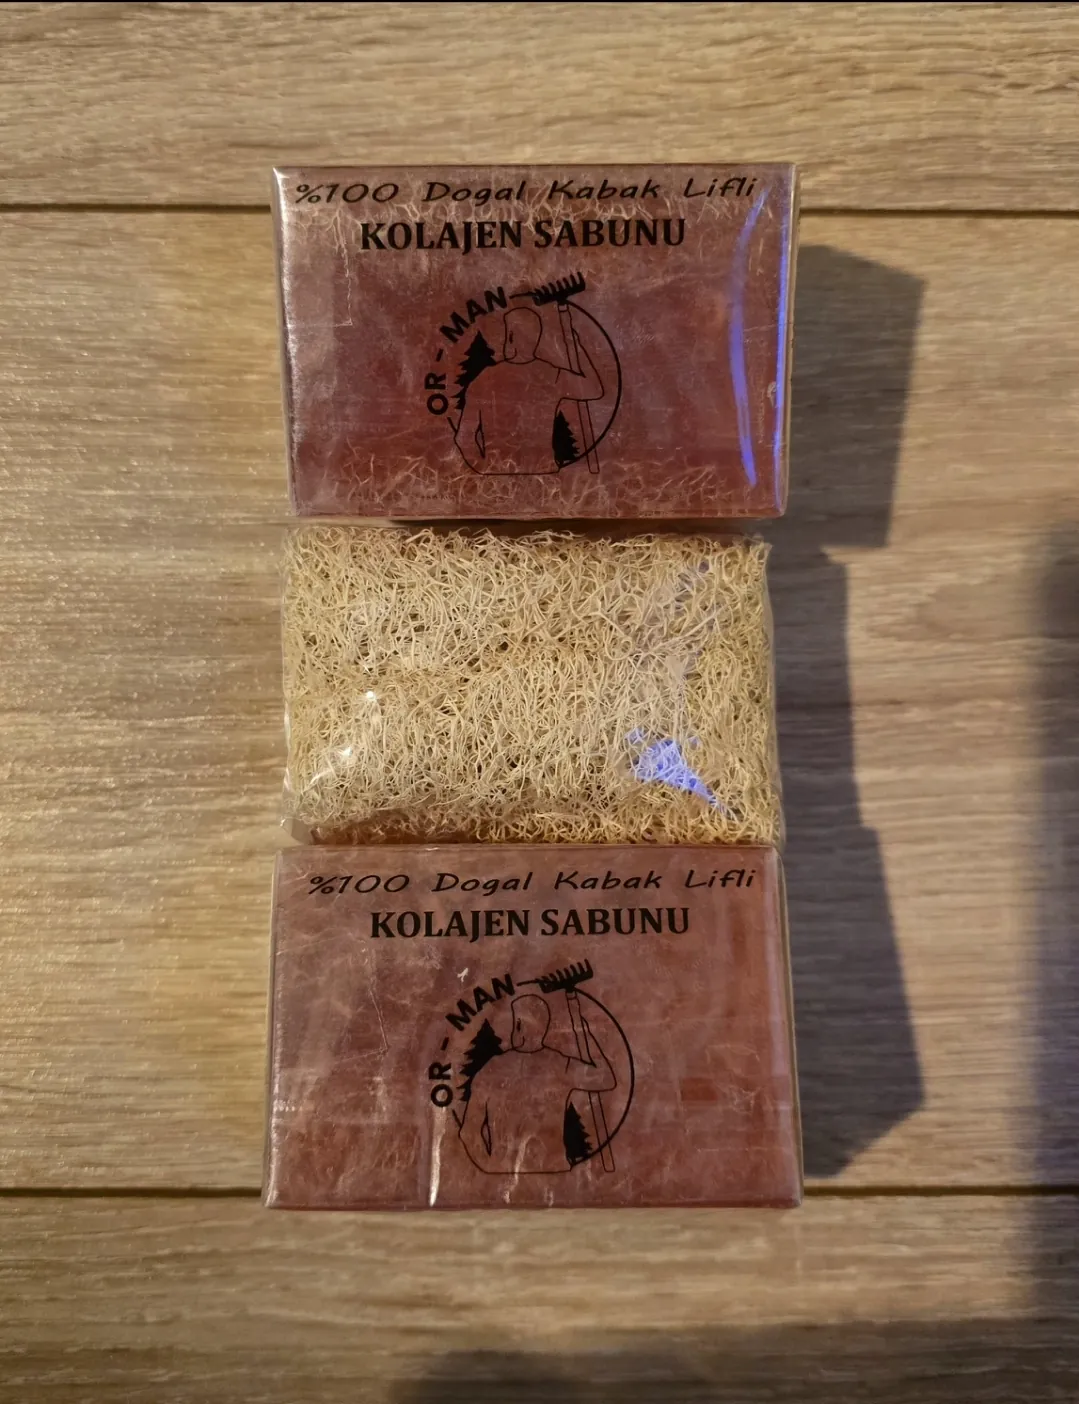 %100 Dogal Kabak Lifli
KOLAJEN SABUNU
OR - MAN
%100 Dogal Kabak Lifli
KOLAJEN SABUNU
OR - MAN